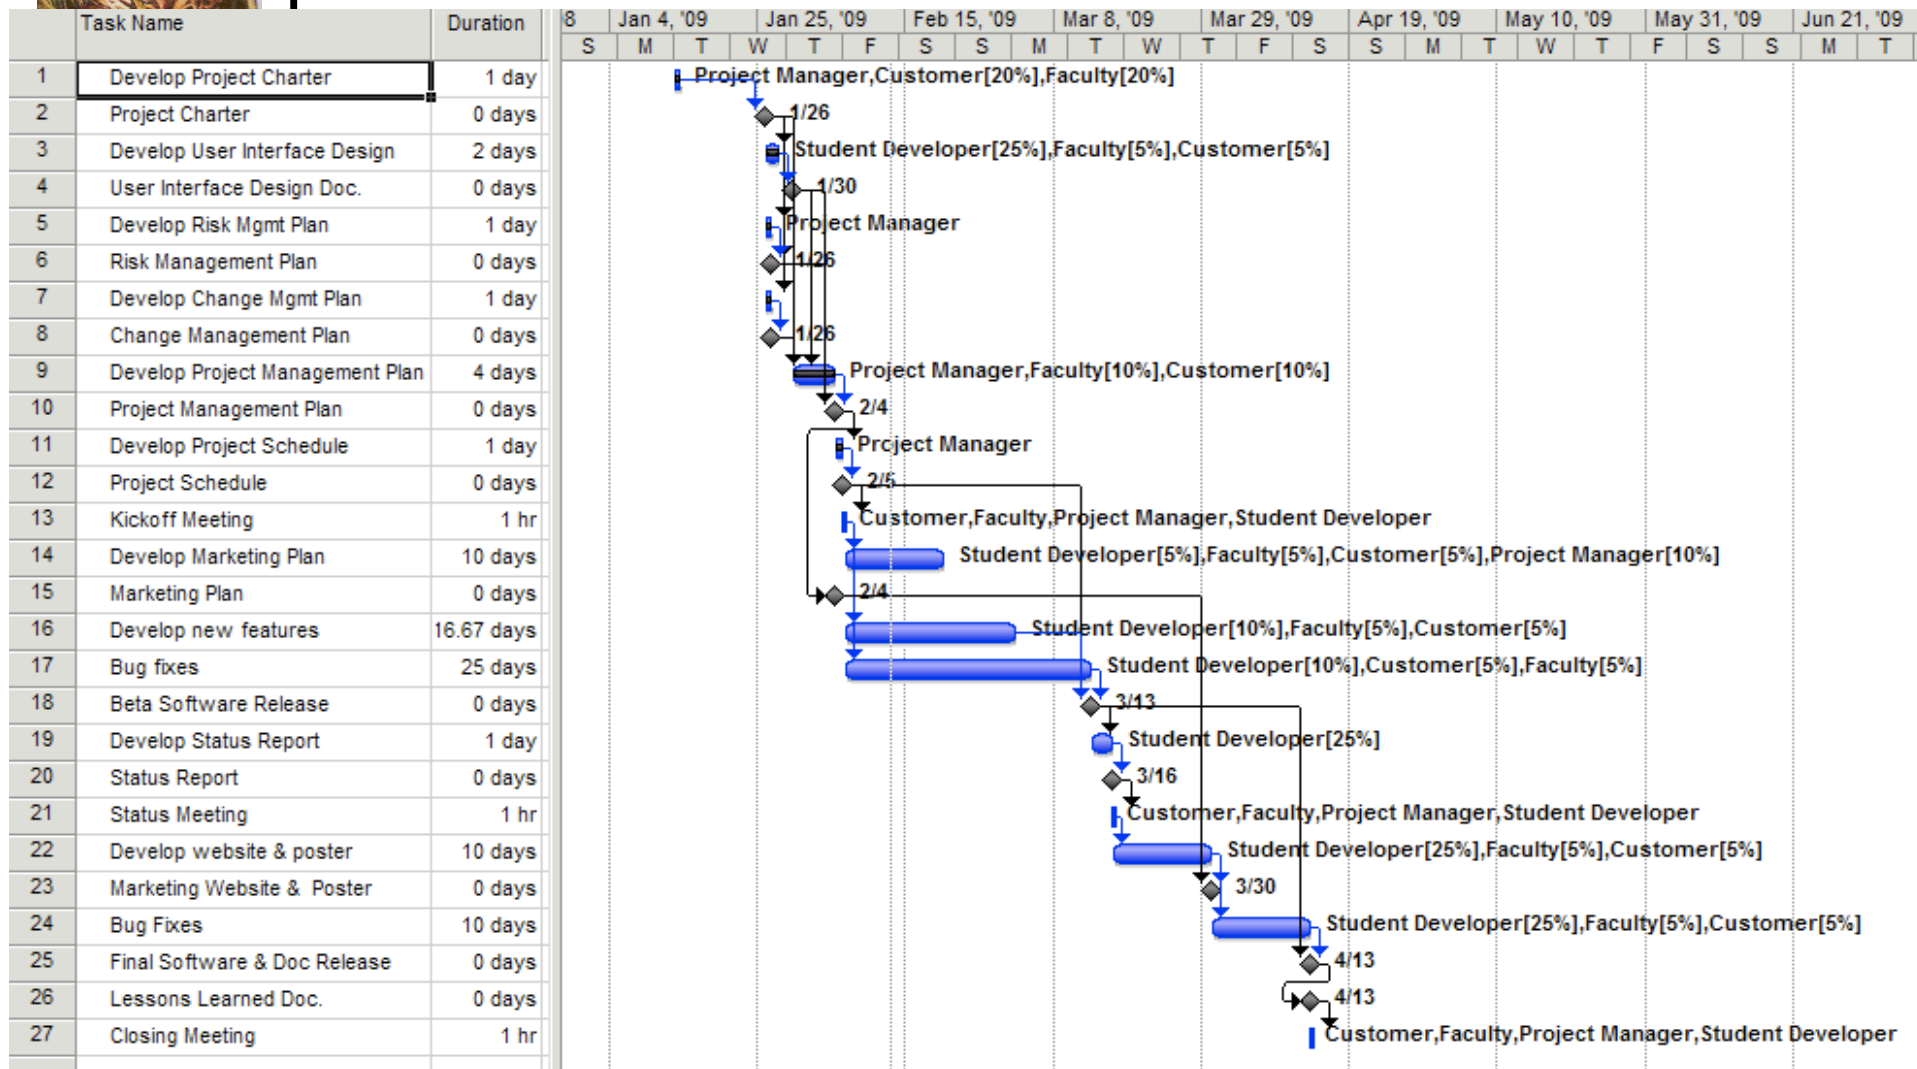 Task Name Duration 8 Jan 4, '09 Jan 25, '09 Feb 15, '09 Mar 8, '09 Mar 29, '09 Apr 19, '09 May 10, '09 May 31, '09 Jun 21, '09
S M T W T F S S M T W T F S S M T W T F S S M T
1 Develop Project Charter 1 day Project Manager,Customer[20%],Faculty[20%]
2 Project Charter 0 days 1/26
3 Develop User Interface Design 2 days Student Developer[25%],Faculty[5%],Customer[5%]
4 User Interface Design Doc. 0 days 1/30
5 Develop Risk Mgmt Plan 1 day Project Manager
6 Risk Management Plan 0 days 1/26
7 Develop Change Mgmt Plan 1 day
8 Change Management Plan 0 days 1/26
9 Develop Project Management Plan 4 days Project Manager,Faculty[10%],Customer[10%]
10 Project Management Plan 0 days 2/4
11 Develop Project Schedule 1 day Project Manager
12 Project Schedule 0 days 2/5
13 Kickoff Meeting 1 hr Customer,Faculty,Project Manager,Student Developer
14 Develop Marketing Plan 10 days Student Developer[5%],Faculty[5%],Customer[5%],Project Manager[10%]
15 Marketing Plan 0 days 2/4
16 Develop new features 16.67 days Student Developer[10%],Faculty[5%],Customer[5%]
17 Bug fixes 25 days Student Developer[10%],Customer[5%],Faculty[5%]
18 Beta Software Release 0 days 3/13
19 Develop Status Report 1 day Student Developer[25%]
20 Status Report 0 days 3/16
21 Status Meeting 1 hr Customer,Faculty,Project Manager,Student Developer
22 Develop website & poster 10 days Student Developer[25%],Faculty[5%],Customer[5%]
23 Marketing Website & Poster 0 days 3/30
24 Bug Fixes 10 days Student Developer[25%],Faculty[5%],Customer[5%]
25 Final Software & Doc Release 0 days 4/13
26 Lessons Learned Doc. 0 days 4/13
27 Closing Meeting 1 hr Customer,Faculty,Project Manager,Student Developer